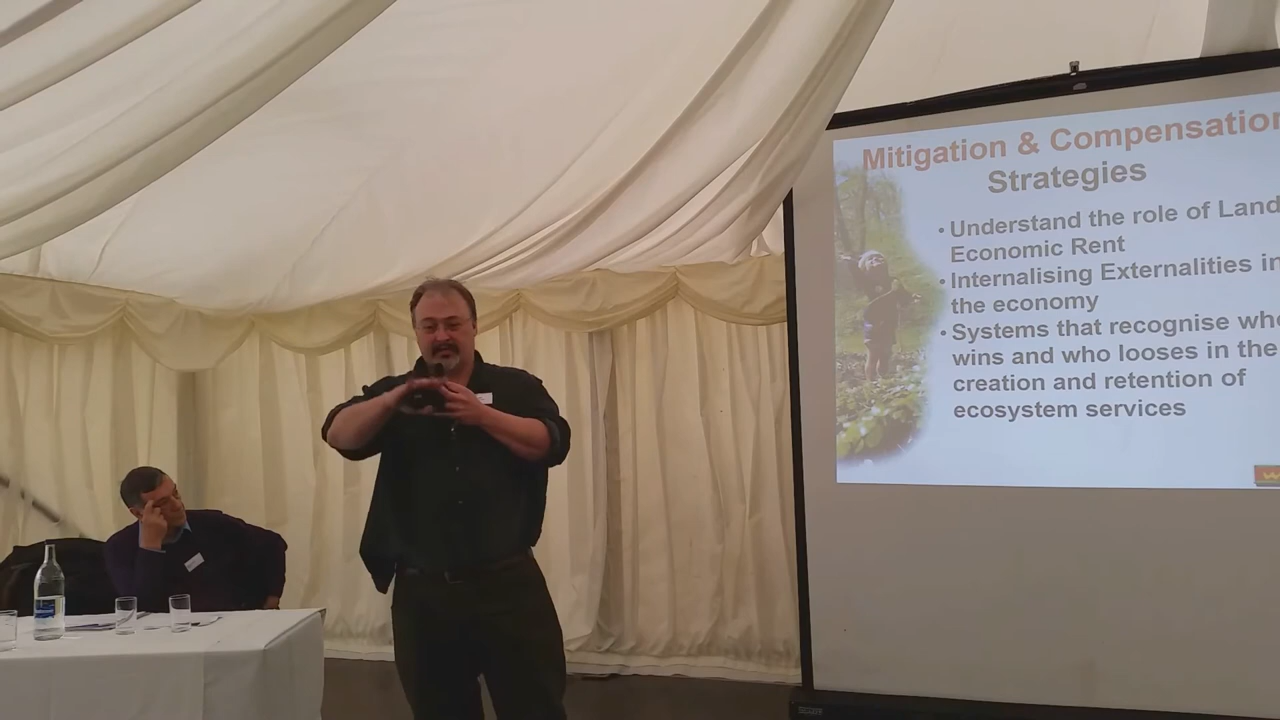 Mitigation & Compensation
Strategies
• Understand the role of Land
Economic Rent
• Internalising Externalities in
the economy
• Systems that recognise who
wins and who looses in the
creation and retention of
ecosystem services